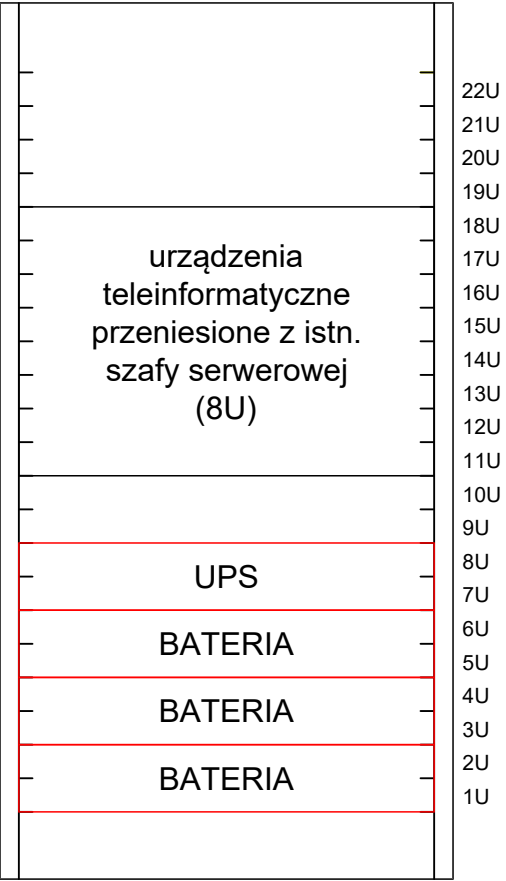 22U
21U
20U
19U
18U
urządzenia
17U
teleinformatyczne
16U
przeniesione z istn.
15U
szafy serwerowej
14U
(8U)
13U
12U
11U
10U
9U
8U
UPS
7U
6U
BATERIA
5U
4U
BATERIA
3U
2U
BATERIA
1U